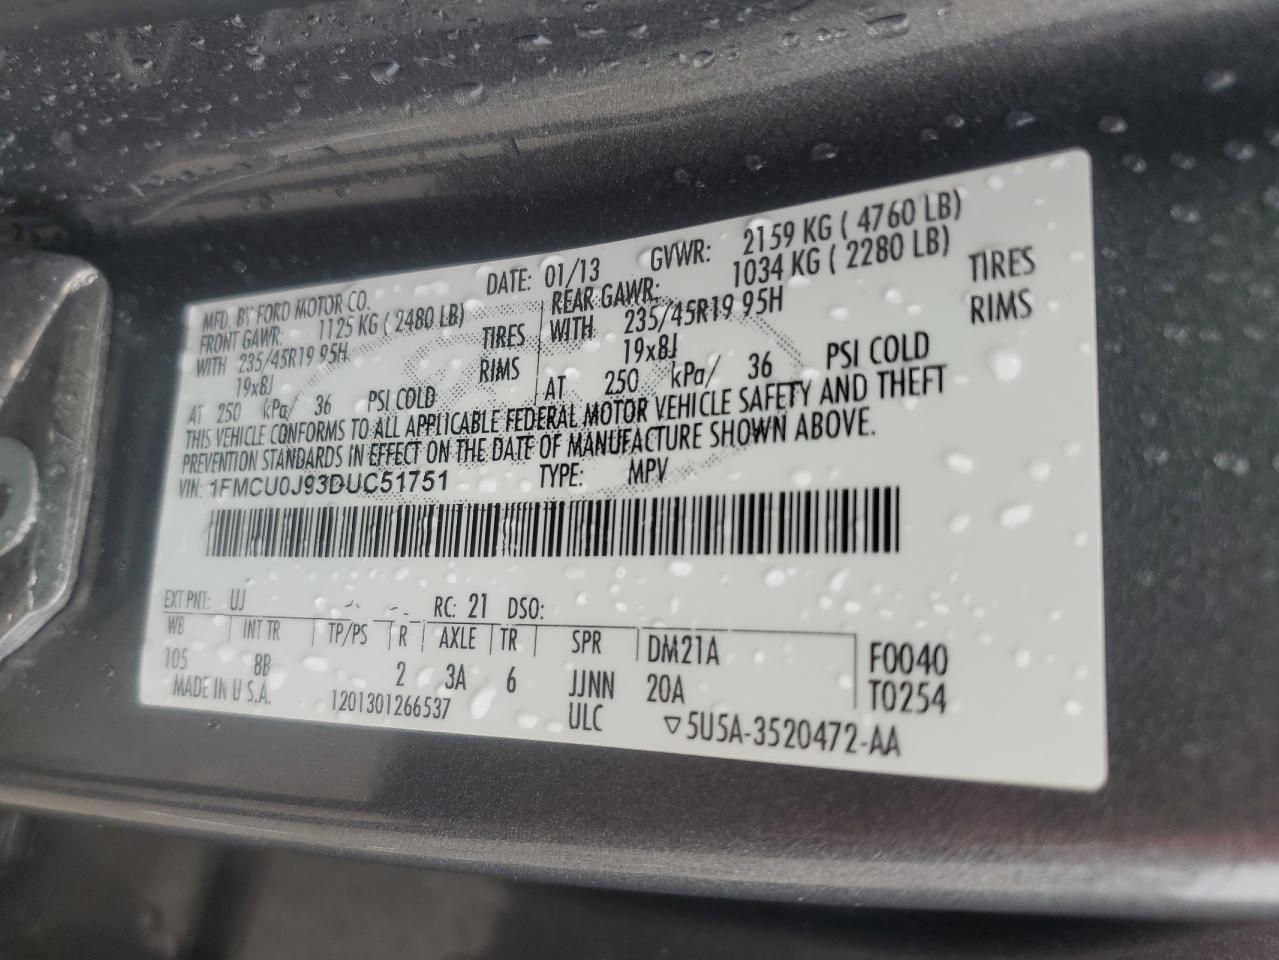 MFD. BY FORD MOTOR CO. DATE: 01/13 GVWR: 2159 KG ( 4760 LB)
FRONT GAWR: 1125 KG ( 2480 LB) REAR GAWR: 1034 KG ( 2280 LB)
WITH 235/45R19 95H TIRES WITH 235/45R19 95H TIRES
19x8J RIMS 19x8J RIMS
AT 250 kPa/ 36 PSI COLD AT 250 kPa/ 36 PSI COLD
THIS VEHICLE CONFORMS TO ALL APPLICABLE FEDERAL MOTOR VEHICLE SAFETY AND THEFT
PREVENTION STANDARDS IN EFFECT ON THE DATE OF MANUFACTURE SHOWN ABOVE.
VIN: 1FMCU0J93DUC51751 TYPE: MPV
EXT PNT: UJ RC: 21 DSO:
WB INT TR TP/PS R AXLE TR SPR DM21A F0040
105 8B 2 3A 6 JJNN 20A T0254
MADE IN U.S.A. 1201301266537 ULC ▽5U5A-3520472-AA